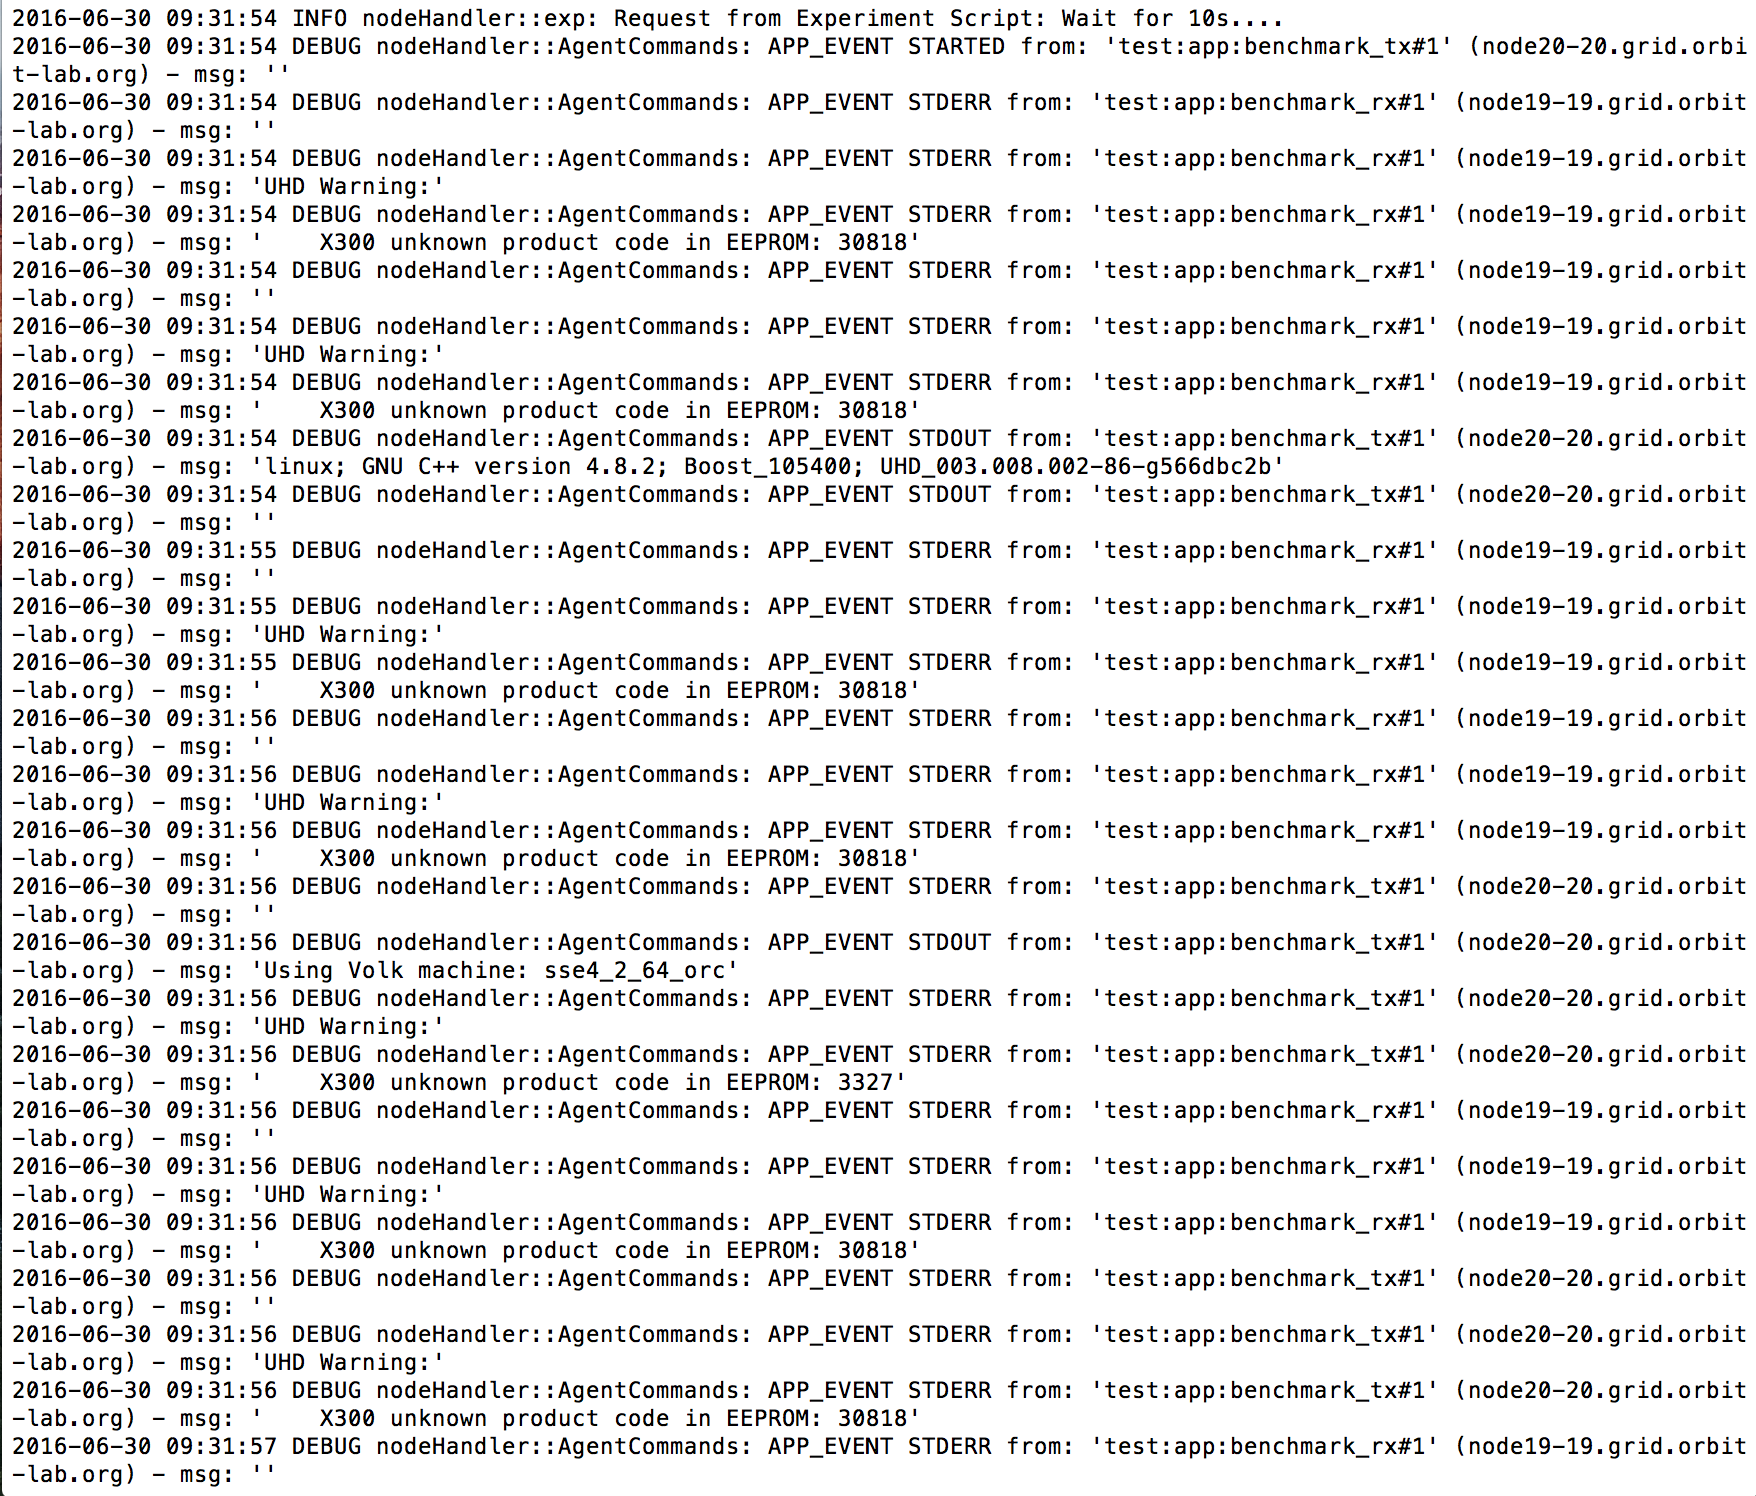 2016-06-30 09:31:54 INFO nodeHandler::exp: Request from Experiment Script: Wait for 10s....
2016-06-30 09:31:54 DEBUG nodeHandler::AgentCommands: APP_EVENT STARTED from: 'test:app:benchmark_tx#1' (node20-20.grid.orbi
t-lab.org) - msg: ''
2016-06-30 09:31:54 DEBUG nodeHandler::AgentCommands: APP_EVENT STDERR from: 'test:app:benchmark_rx#1' (node19-19.grid.orbit
-lab.org) - msg: ''
2016-06-30 09:31:54 DEBUG nodeHandler::AgentCommands: APP_EVENT STDERR from: 'test:app:benchmark_rx#1' (node19-19.grid.orbit
-lab.org) - msg: 'UHD Warning:'
2016-06-30 09:31:54 DEBUG nodeHandler::AgentCommands: APP_EVENT STDERR from: 'test:app:benchmark_rx#1' (node19-19.grid.orbit
-lab.org) - msg: '    X300 unknown product code in EEPROM: 30818'
2016-06-30 09:31:54 DEBUG nodeHandler::AgentCommands: APP_EVENT STDERR from: 'test:app:benchmark_rx#1' (node19-19.grid.orbit
-lab.org) - msg: ''
2016-06-30 09:31:54 DEBUG nodeHandler::AgentCommands: APP_EVENT STDERR from: 'test:app:benchmark_rx#1' (node19-19.grid.orbit
-lab.org) - msg: 'UHD Warning:'
2016-06-30 09:31:54 DEBUG nodeHandler::AgentCommands: APP_EVENT STDERR from: 'test:app:benchmark_rx#1' (node19-19.grid.orbit
-lab.org) - msg: '    X300 unknown product code in EEPROM: 30818'
2016-06-30 09:31:54 DEBUG nodeHandler::AgentCommands: APP_EVENT STDOUT from: 'test:app:benchmark_tx#1' (node20-20.grid.orbit
-lab.org) - msg: 'linux; GNU C++ version 4.8.2; Boost_105400; UHD_003.008.002-86-g566dbc2b'
2016-06-30 09:31:54 DEBUG nodeHandler::AgentCommands: APP_EVENT STDOUT from: 'test:app:benchmark_tx#1' (node20-20.grid.orbit
-lab.org) - msg: ''
2016-06-30 09:31:55 DEBUG nodeHandler::AgentCommands: APP_EVENT STDERR from: 'test:app:benchmark_rx#1' (node19-19.grid.orbit
-lab.org) - msg: ''
2016-06-30 09:31:55 DEBUG nodeHandler::AgentCommands: APP_EVENT STDERR from: 'test:app:benchmark_rx#1' (node19-19.grid.orbit
-lab.org) - msg: 'UHD Warning:'
2016-06-30 09:31:55 DEBUG nodeHandler::AgentCommands: APP_EVENT STDERR from: 'test:app:benchmark_rx#1' (node19-19.grid.orbit
-lab.org) - msg: '    X300 unknown product code in EEPROM: 30818'
2016-06-30 09:31:56 DEBUG nodeHandler::AgentCommands: APP_EVENT STDERR from: 'test:app:benchmark_rx#1' (node19-19.grid.orbit
-lab.org) - msg: ''
2016-06-30 09:31:56 DEBUG nodeHandler::AgentCommands: APP_EVENT STDERR from: 'test:app:benchmark_rx#1' (node19-19.grid.orbit
-lab.org) - msg: 'UHD Warning:'
2016-06-30 09:31:56 DEBUG nodeHandler::AgentCommands: APP_EVENT STDERR from: 'test:app:benchmark_rx#1' (node19-19.grid.orbit
-lab.org) - msg: '    X300 unknown product code in EEPROM: 30818'
2016-06-30 09:31:56 DEBUG nodeHandler::AgentCommands: APP_EVENT STDERR from: 'test:app:benchmark_tx#1' (node20-20.grid.orbit
-lab.org) - msg: ''
2016-06-30 09:31:56 DEBUG nodeHandler::AgentCommands: APP_EVENT STDOUT from: 'test:app:benchmark_tx#1' (node20-20.grid.orbit
-lab.org) - msg: 'Using Volk machine: sse4_2_64_orc'
2016-06-30 09:31:56 DEBUG nodeHandler::AgentCommands: APP_EVENT STDERR from: 'test:app:benchmark_tx#1' (node20-20.grid.orbit
-lab.org) - msg: 'UHD Warning:'
2016-06-30 09:31:56 DEBUG nodeHandler::AgentCommands: APP_EVENT STDERR from: 'test:app:benchmark_tx#1' (node20-20.grid.orbit
-lab.org) - msg: '    X300 unknown product code in EEPROM: 3327'
2016-06-30 09:31:56 DEBUG nodeHandler::AgentCommands: APP_EVENT STDERR from: 'test:app:benchmark_rx#1' (node19-19.grid.orbit
-lab.org) - msg: ''
2016-06-30 09:31:56 DEBUG nodeHandler::AgentCommands: APP_EVENT STDERR from: 'test:app:benchmark_rx#1' (node19-19.grid.orbit
-lab.org) - msg: 'UHD Warning:'
2016-06-30 09:31:56 DEBUG nodeHandler::AgentCommands: APP_EVENT STDERR from: 'test:app:benchmark_rx#1' (node19-19.grid.orbit
-lab.org) - msg: '    X300 unknown product code in EEPROM: 30818'
2016-06-30 09:31:56 DEBUG nodeHandler::AgentCommands: APP_EVENT STDERR from: 'test:app:benchmark_tx#1' (node20-20.grid.orbit
-lab.org) - msg: ''
2016-06-30 09:31:56 DEBUG nodeHandler::AgentCommands: APP_EVENT STDERR from: 'test:app:benchmark_tx#1' (node20-20.grid.orbit
-lab.org) - msg: 'UHD Warning:'
2016-06-30 09:31:56 DEBUG nodeHandler::AgentCommands: APP_EVENT STDERR from: 'test:app:benchmark_tx#1' (node20-20.grid.orbit
-lab.org) - msg: '    X300 unknown product code in EEPROM: 30818'
2016-06-30 09:31:57 DEBUG nodeHandler::AgentCommands: APP_EVENT STDERR from: 'test:app:benchmark_rx#1' (node19-19.grid.orbit
-lab.org) - msg: ''